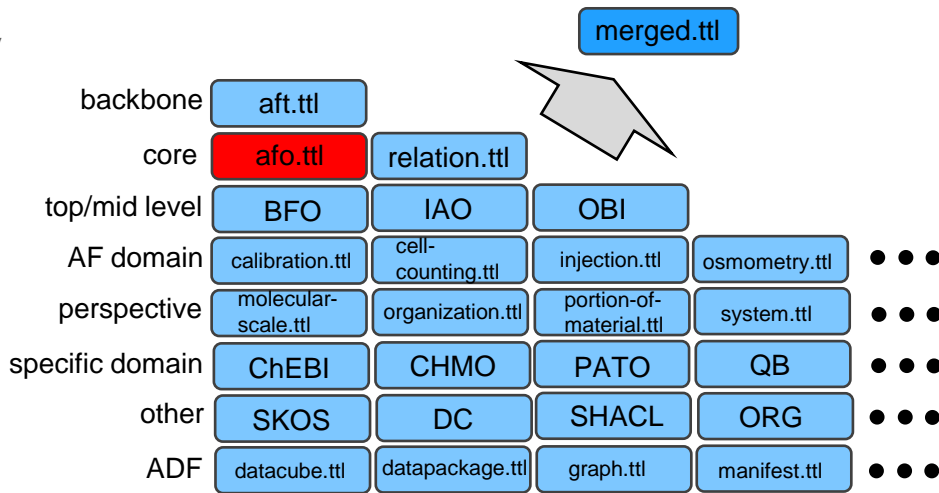 merged.ttl
backbone aft.ttl
core afo.ttl relation.ttl
top/mid level BFO IAO OBI
AF domain calibration.ttl cell-
counting.ttl injection.ttl osmometry.ttl
perspective molecular-
scale.ttl organization.ttl portion-of-
material.ttl system.ttl
specific domain ChEBI CHMO PATO QB
other SKOS DC SHACL ORG
ADF datacube.ttl datapackage.ttl graph.ttl manifest.ttl